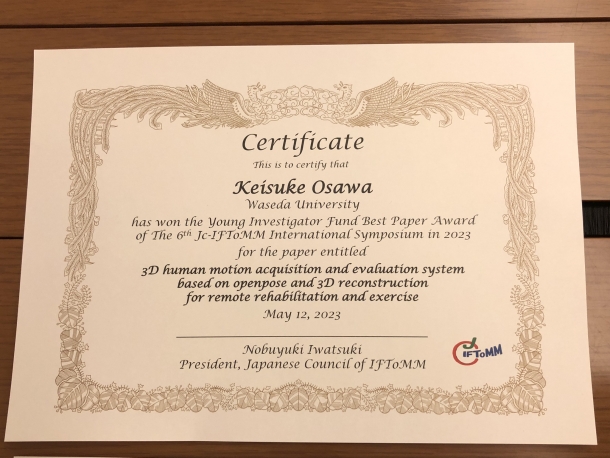 Certificate
This is to certify that
Keisuke Osawa
Waseda University
has won the Young Investigator Fund Best Paper Award
of The 6th Jc-IFToMM International Symposium in 2023
for the paper entitled
3D human motion acquisition and evaluation system
based on openpose and 3D reconstruction
for remote rehabilitation and exercise
May 12, 2023
Nobuyuki Iwatsuki
President, Japanese Council of IFToMM
IFToMM